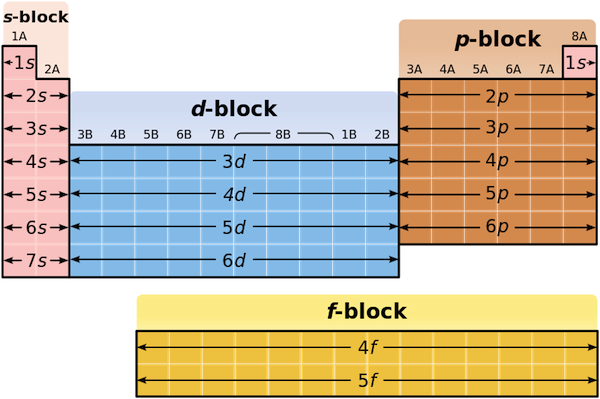 s-block
1A
2A
1s
2s
3s
4s
5s
6s
7s
d-block
3B 4B 5B 6B 7B 8B 1B 2B
3d
4d
5d
6d
p-block
8A
3A 4A 5A 6A 7A
1s
2p
3p
4p
5p
6p
f-block
4f
5f